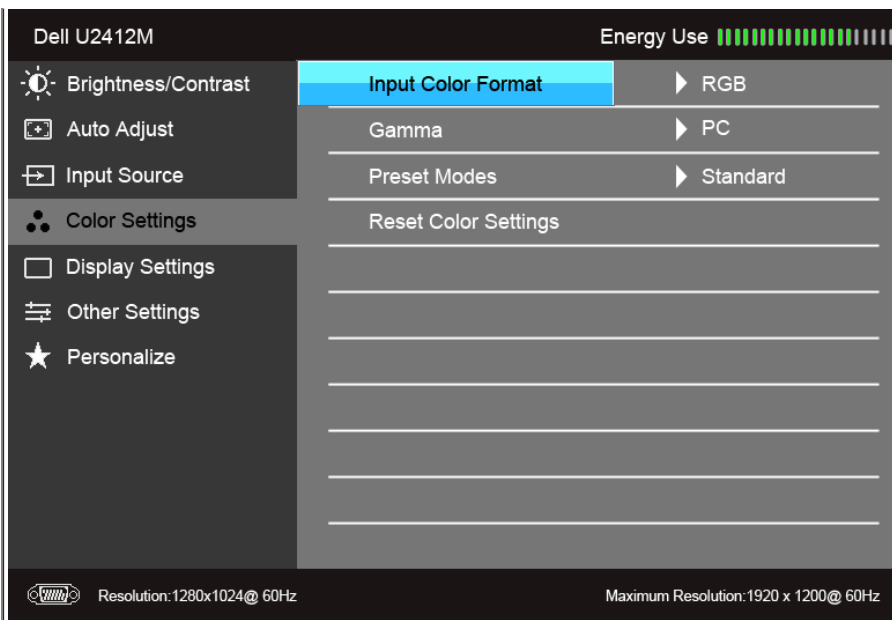 Dell U2412M
Energy Use
Brightness/Contrast
Auto Adjust
Input Source
Color Settings
Display Settings
Other Settings
Personalize
Input Color Format RGB
Gamma PC
Preset Modes Standard
Reset Color Settings
Resolution:1280x1024@ 60Hz
Maximum Resolution:1920 x 1200@ 60Hz